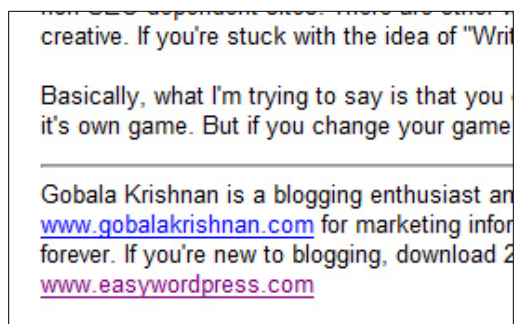 creative. If you're stuck with the idea of "Writ
Basically, what I'm trying to say is that you
it's own game. But if you change your game
Gobala Krishnan is a blogging enthusiast an
www.gobalakrishnan.com for marketing infor
forever. If you're new to blogging, download 2
www.easywordpress.com